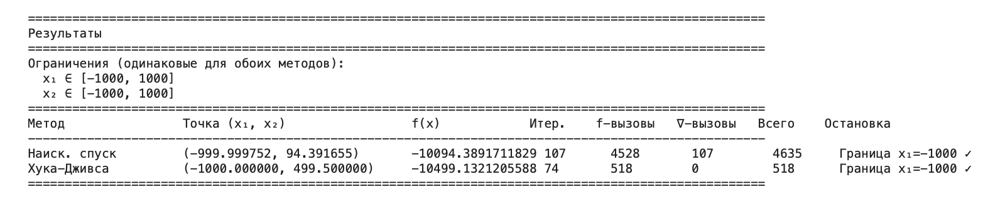 ====================================================================================================
Результаты
====================================================================================================
Ограничения (одинаковые для обоих методов):
x₁ ∈ [-1000, 1000]
x₂ ∈ [-1000, 1000]
====================================================================================================
Метод Точка (x₁, x₂) f(x) Итер. f-вызовы ∇-вызовы Всего Остановка
----------------------------------------------------------------------------------------------------
Наиск. спуск (-999.999752, 94.391655) -10094.3891711829 107 4528 107 4635 Граница x₁=-1000 ✓
Хука-Дживса (-1000.000000, 499.500000) -10499.1321205588 74 518 0 518 Граница x₁=-1000 ✓
====================================================================================================